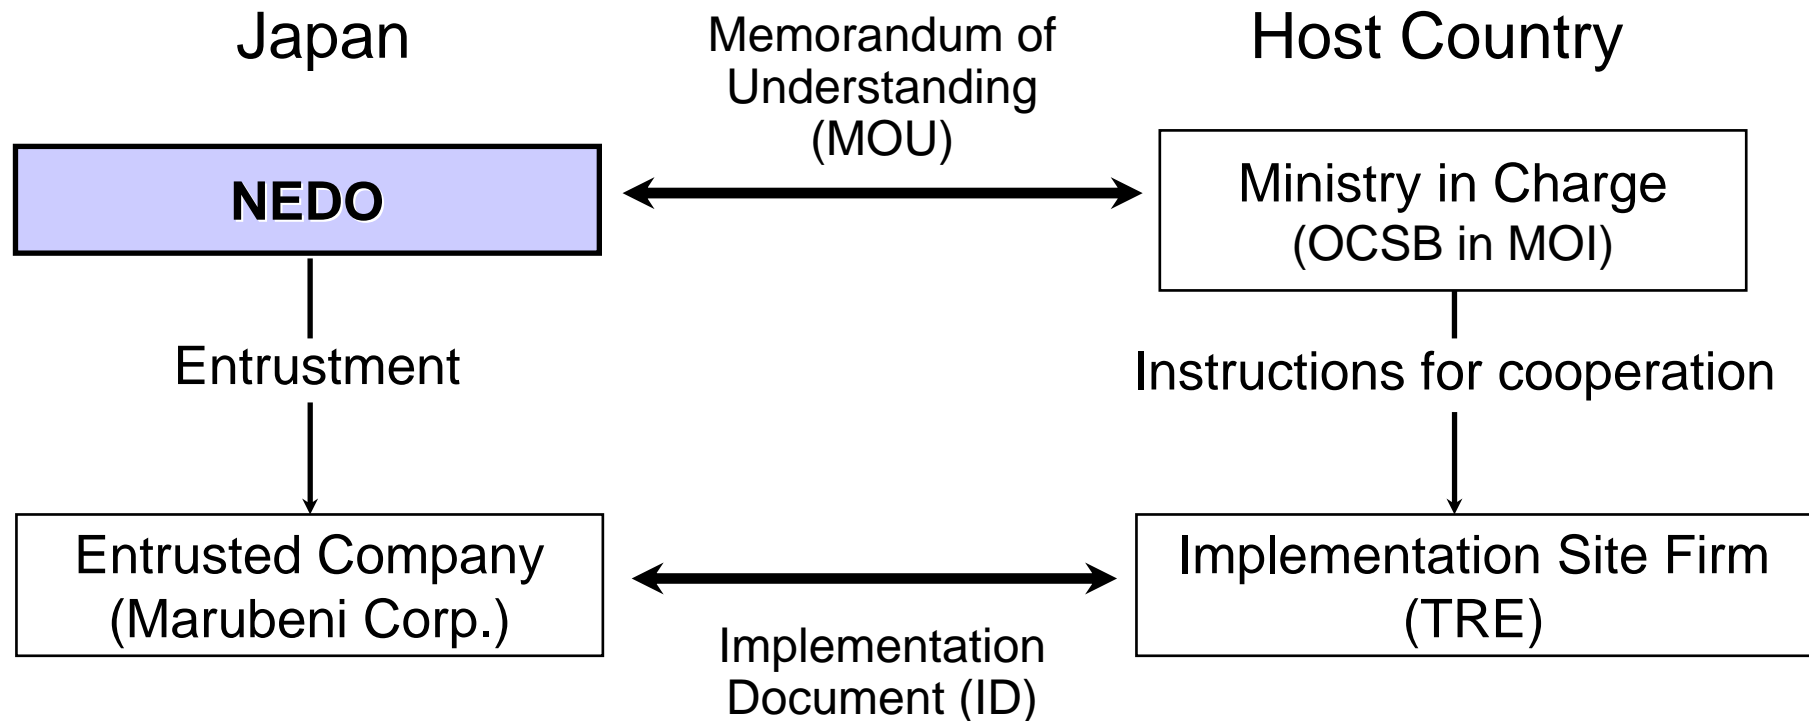 Japan
Memorandum of
Understanding
(MOU)
Host Country
NEDO
Ministry in Charge
(OCSB in MOI)
Entrustment
Instructions for cooperation
Entrusted Company
(Marubeni Corp.)
Implementation Site Firm
(TRE)
Implementation
Document (ID)